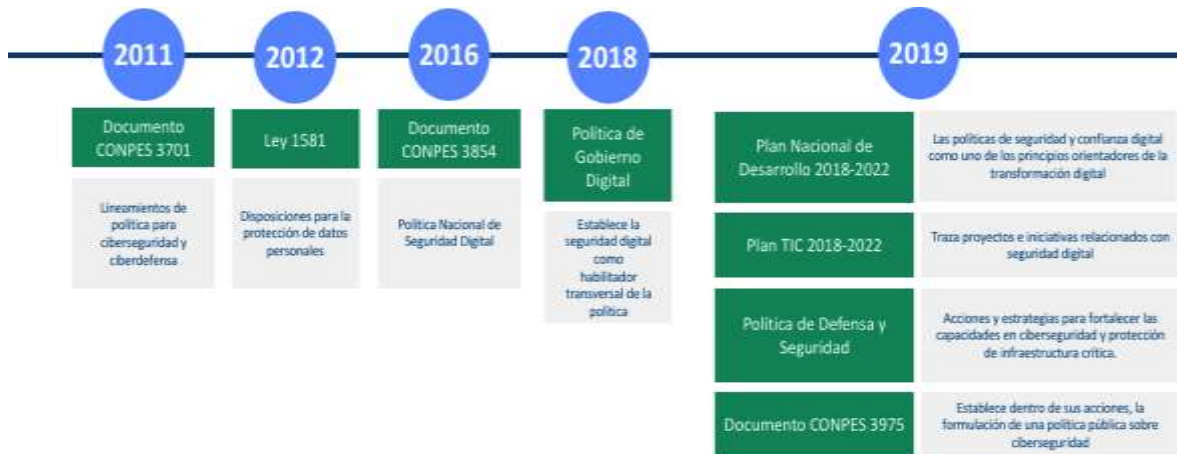 2011
2012
2016
2018
2019
Documento
CONPES 3701
Lineamientos de
política para
ciberseguridad y
ciberdefensa
Ley 1581
Disposiciones para la
protección de datos
personales
Documento
CONPES 3854
Política Nacional de
Seguridad Digital
Política de
Gobierno
Digital
Establece la
seguridad digital
como
habilitador
transversal de la
política
Plan Nacional de
Desarrollo 2018-2022
Las políticas de seguridad y confianza digital
como uno de los principios orientadores de la
transformación digital
Plan TIC 2018-2022
Traza proyectos e iniciativas relacionados con
seguridad digital
Política de Defensa y
Seguridad
Acciones y estrategias para fortalecer las
capacidades en ciberseguridad y protección
de infraestructura crítica.
Documento CONPES 3975
Establece dentro de sus acciones, la
formulación de una política pública sobre
ciberseguridad